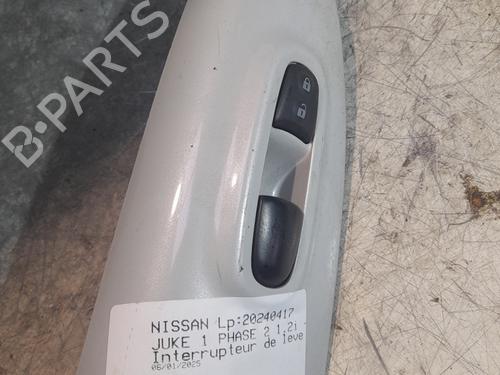 B-PARTS
NISSAN Lp:20240417
JUKE 1 PHASE 2 1.2i -
Interrupteur de leve
06/01/2025